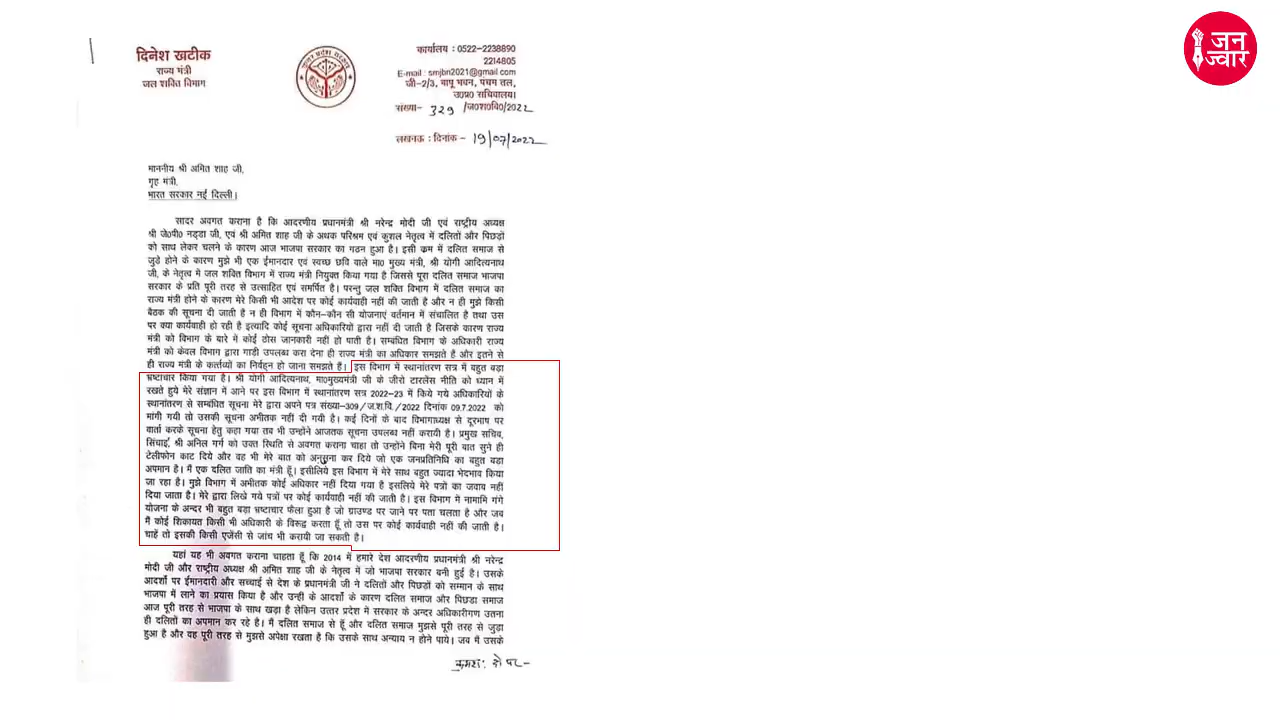 जन
ज्वार
दिनेश खटीक
राज्य मंत्री
जल शक्ति विभाग
उत्तर प्रदेश सरकार
कार्यालय : 0522-2238890
2214805
E-mail : smjbn2021@gmail.com
जी-2/3, बापू भवन, पंचम तल,
उ0प्र0 सचिवालय।
संख्या- 329 /ज0श0वि0/2022
लखनऊ : दिनांक - 19/07/2022
माननीय श्री अमित शाह जी,
गृह मंत्री,
भारत सरकार नई दिल्ली।
सादर अवगत कराना है कि आदरणीय प्रधानमंत्री श्री नरेन्द्र मोदी जी एवं राष्ट्रीय अध्यक्ष
श्री जे0पी0 नड्डा जी, एवं श्री अमित शाह जी के अथक परिश्रम एवं कुशल नेतृत्व में दलितों और पिछड़ों
को साथ लेकर चलने के कारण आज भाजपा सरकार का गठन हुआ है। इसी क्रम में दलित समाज से
जुड़े होने के कारण मुझे भी एक ईमानदार एवं स्वच्छ छवि वाले मा0 मुख्य मंत्री, श्री योगी आदित्यनाथ
जी, के नेतृत्व में जल शक्ति विभाग में राज्य मंत्री नियुक्त किया गया है जिससे पूरा दलित समाज भाजपा
सरकार के प्रति पूरी तरह से उत्साहित एवं समर्पित है। परन्तु जल शक्ति विभाग में दलित समाज का
राज्य मंत्री होने के कारण मेरे किसी भी आदेश पर कोई कार्यवाही नहीं की जाती है और न ही मुझे किसी
बैठक की सूचना दी जाती है न ही विभाग में कौन-कौन सी योजनाएं वर्तमान में संचालित है तथा उस
पर क्या कार्यवाही हो रही है इत्यादि कोई सूचना अधिकारियों द्वारा नहीं दी जाती है जिसके कारण राज्य
मंत्री को विभाग के बारे में कोई ठोस जानकारी नहीं हो पाती है। सम्बंधित विभाग के अधिकारी राज्य
मंत्री को केवल विभाग द्वारा गाड़ी उपलब्ध करा देना ही राज्य मंत्री का अधिकार समझते हैं और इतने से
ही राज्य मंत्री के कर्त्तव्यों का निर्वहन हो जाना समझते हैं। इस विभाग में स्थानांतरण सत्र में बहुत बड़ा
भ्रष्टाचार किया गया है। श्री योगी आदित्यनाथ, मा0मुख्यमंत्री जी के जीरो टारलेंस नीति को ध्यान में
रखते हुये मेरे संज्ञान में आने पर इस विभाग में स्थानांतरण सत्र 2022-23 में किये गये अधिकारियों के
स्थानांतरण से सम्बंधित सूचना मेरे द्वारा अपने पत्र संख्या-309/ज.श.वि./2022 दिनांक 09.7.2022 को
मांगी गयी तो उसकी सूचना अभीतक नहीं दी गयी है। कई दिनों के बाद विभागाध्यक्ष से दूरभाष पर
वार्ता करके सूचना हेतु कहा गया तब भी उन्होंने आजतक सूचना उपलब्ध नहीं करायी है। प्रमुख सचिव,
सिंचाई, श्री अनिल गर्ग को उक्त स्थिति से अवगत कराना चाहा तो उन्होंने बिना मेरी पूरी बात सुने ही
टेलीफोन काट दिये और वह भी मेरे बात को अनसुना कर दिये जो एक जनप्रतिनिधि का बहुत बडा
अपमान है। मैं एक दलित जाति का मंत्री हूँ। इसीलिये इस विभाग में मेरे साथ बहुत ज्यादा भेदभाव किया
जा रहा है। मुझे विभाग में अभीतक कोई अधिकार नहीं दिया गया है इसलिये मेरे पत्रों का जवाब नहीं
दिया जाता है। मेरे द्वारा लिखे गये पत्रों पर कोई कार्यवाही नहीं की जाती है। इस विभाग में नामामि गंगे
योजना के अन्दर भी बहुत बड़ा भ्रष्टाचार फैला हुआ है जो ग्राउण्ड पर जाने पर पता चलता है और जब
मैं कोई शिकायत किसी भी अधिकारी के विरूद्व करता हूँ तो उस पर कोई कार्यवाही नहीं की जाती है।
चाहें तो इसकी किसी एजेंसी से जांच भी करायी जा सकती है।
यहां यह भी अवगत कराना चाहता हूँ कि 2014 में हमारे देश आदरणीय प्रधानमंत्री श्री नरेन्द्र
मोदी जी और राष्ट्रीय अध्यक्ष श्री अमित शाह जी के नेतृत्व में जो भाजपा सरकार बनी हुई है। उसके
आदर्शों पर ईमानदारी और सच्चाई से देश के प्रधानमंत्री जी ने दलितों और पिछड़ों को सम्मान के साथ
भाजपा में लाने का प्रयास किया है और उन्हीं के आदर्शों के कारण दलित समाज और पिछडा समाज
आज पूरी तरह से भाजपा के साथ खड़ा है लेकिन उत्तर प्रदेश में सरकार के अन्दर अधिकारीगण उतना
ही दलितों का अपमान कर रहे है। मैं दलित समाज से हूँ और दलित समाज मुझसे पूरी तरह से जुड़ा
हुआ है और वह पूरी तरह से मुझसे अपेक्षा रखता है कि उसके साथ अन्याय न होने पाये। जब मैं उसके
क्रमशः दो पर-